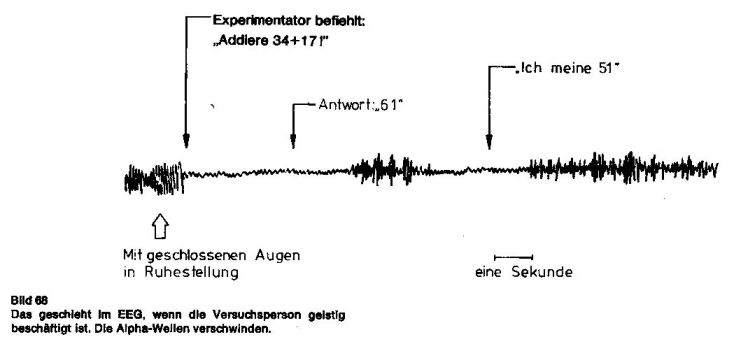 Experimentator befiehlt:
„Addiere 34+17!"
„Ich meine 51"
Antwort:„61"
Mit geschlossenen Augen
in Ruhestellung
eine Sekunde
Bild 68
Das geschieht im EEG, wenn die Versuchsperson geistig
beschäftigt ist. Die Alpha-Wellen verschwinden.